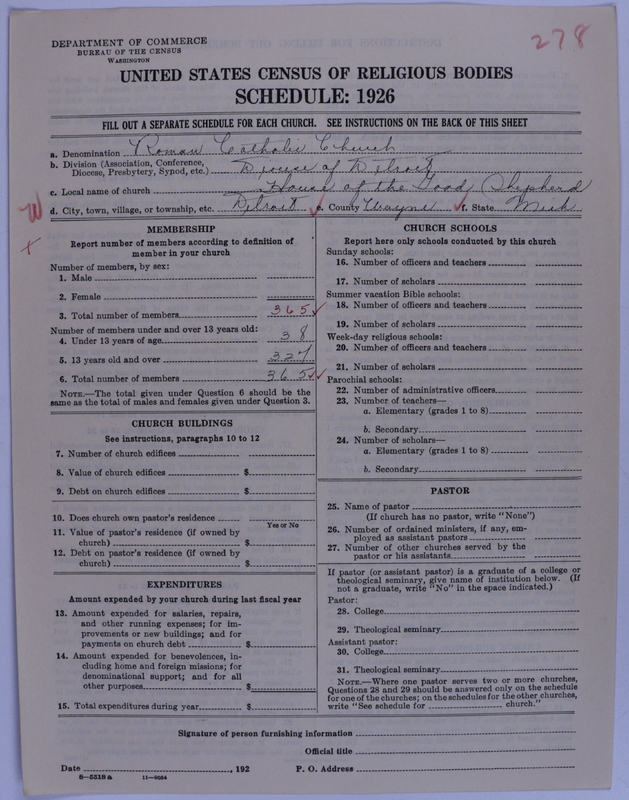 278
DEPARTMENT OF COMMERCE
BUREAU OF THE CENSUS
WASHINGTON
UNITED STATES CENSUS OF RELIGIOUS BODIES
SCHEDULE: 1926
FILL OUT A SEPARATE SCHEDULE FOR EACH CHURCH. SEE INSTRUCTIONS ON THE BACK OF THIS SHEET
a. Denomination Roman Catholic Church
b. Division (Association, Conference, Diocese, Presbytery, Synod, etc.) Diocese of Detroit
c. Local name of church House of the Good Shepherd
d. City, town, village, or township, etc. Detroit e. County Wayne f. State Mich
W
x
MEMBERSHIP
Report number of members according to definition of
member in your church
Number of members, by sex:
1. Male
2. Female
3. Total number of members 365
Number of members under and over 13 years old:
4. Under 13 years of age 38
5. 13 years old and over 327
6. Total number of members 365
NOTE.—The total given under Question 6 should be the
same as the total of males and females given under Question 3.
CHURCH BUILDINGS
See instructions, paragraphs 10 to 12
7. Number of church edifices
8. Value of church edifices $
9. Debt on church edifices $
10. Does church own pastor's residence
Yes or No
11. Value of pastor's residence (if owned by
church) $
12. Debt on pastor's residence (if owned by
church) $
EXPENDITURES
Amount expended by your church during last fiscal year
13. Amount expended for salaries, repairs,
and other running expenses; for im-
provements or new buildings; and for
payments on church debt $
14. Amount expended for benevolences, in-
cluding home and foreign missions; for
denominational support; and for all
other purposes $
15. Total expenditures during year $
CHURCH SCHOOLS
Report here only schools conducted by this church
Sunday schools:
16. Number of officers and teachers
17. Number of scholars
Summer vacation Bible schools:
18. Number of officers and teachers
19. Number of scholars
Week-day religious schools:
20. Number of officers and teachers
21. Number of scholars
Parochial schools:
22. Number of administrative officers
23. Number of teachers—
a. Elementary (grades 1 to 8)
b. Secondary
24. Number of scholars—
a. Elementary (grades 1 to 8)
b. Secondary
PASTOR
25. Name of pastor
(If church has no pastor, write "None")
26. Number of ordained ministers, if any, em-
ployed as assistant pastors
27. Number of other churches served by the
pastor or his assistants
If pastor (or assistant pastor) is a graduate of a college or
theological seminary, give name of institution below. (If
not a graduate, write "No" in the space indicated.)
Pastor:
28. College
29. Theological seminary
Assistant pastor:
30. College
31. Theological seminary
NOTE.—Where one pastor serves two or more churches,
Questions 28 and 29 should be answered only on the schedule
for one of the churches; on the schedules for the other churches,
write "See schedule for church."
Signature of person furnishing information
Official title
Date , 192 P. O. Address
8-5518a 11-9084